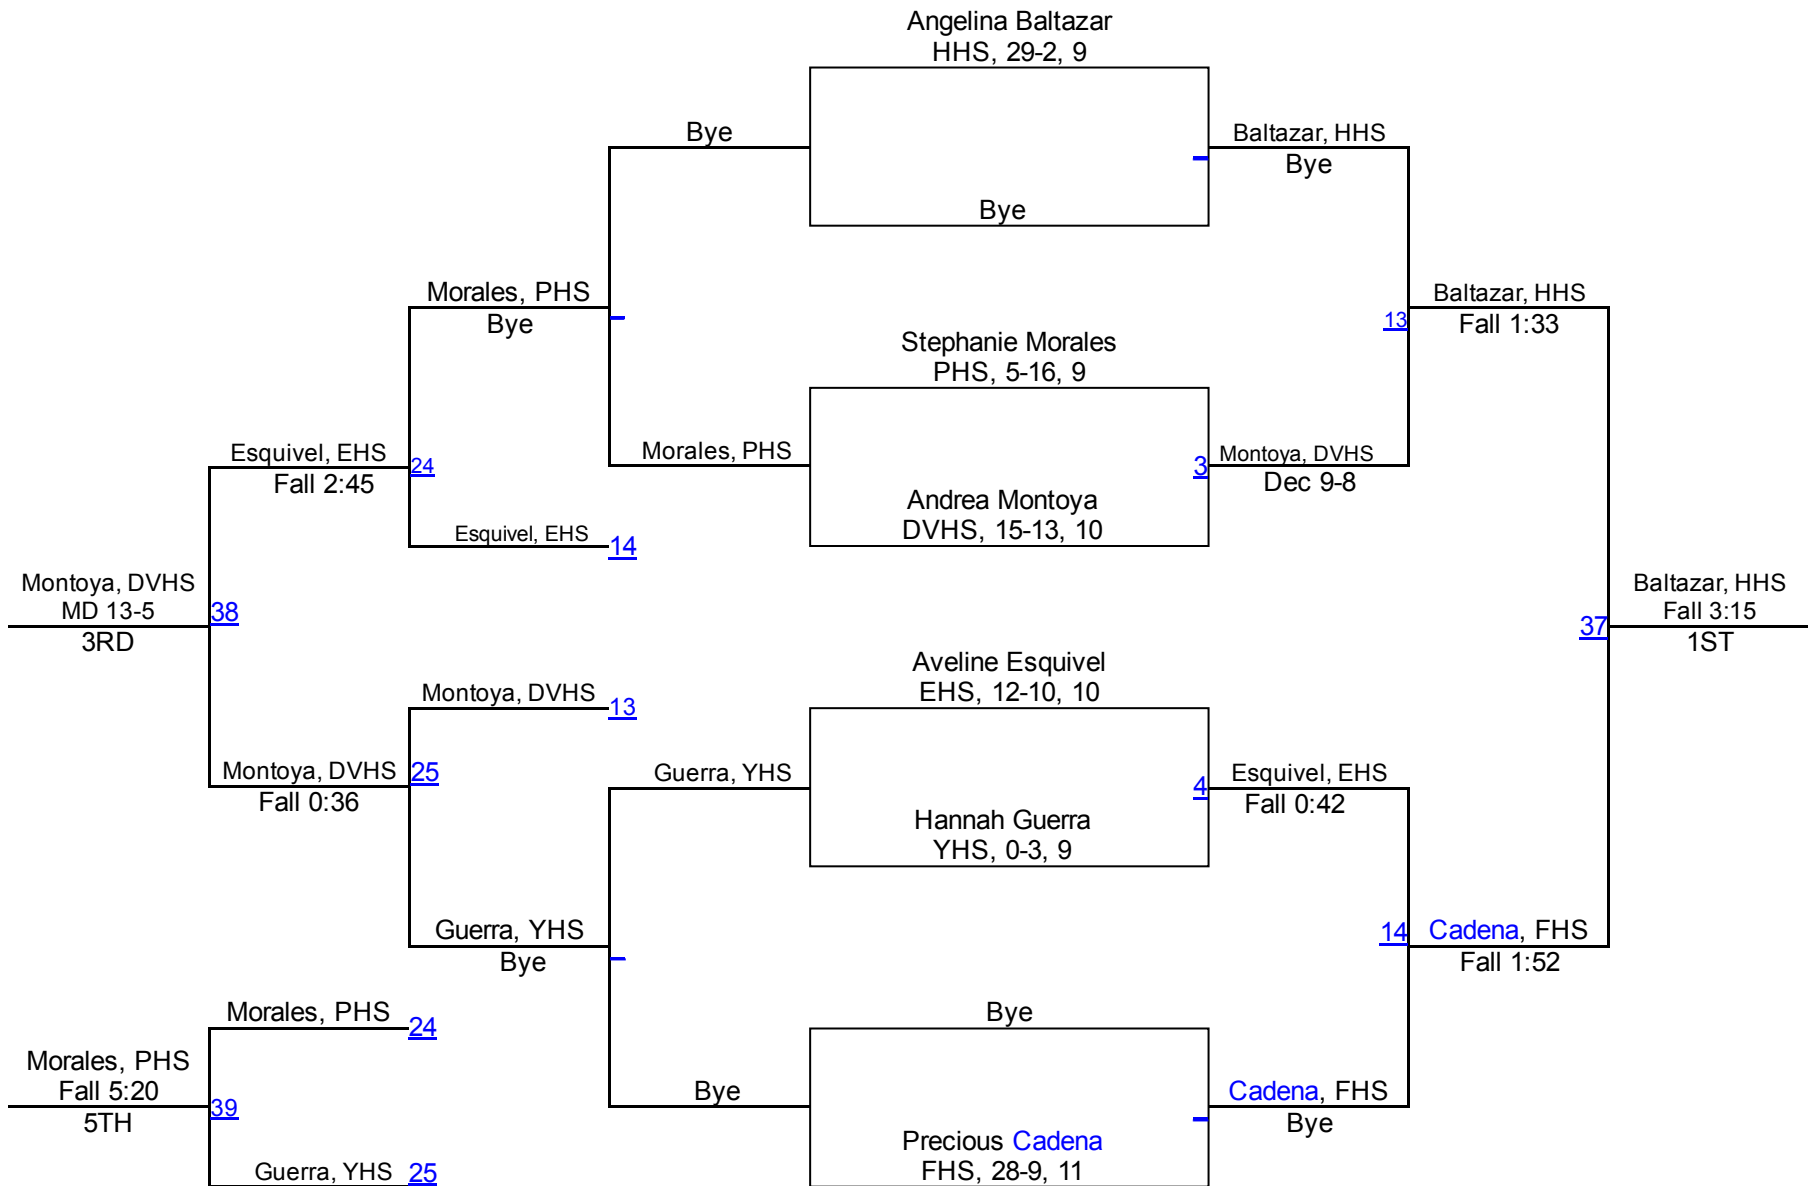 Angelina Baltazar
HHS, 29-2, 9
Bye
Baltazar, HHS
Bye
Bye
Morales, PHS
Bye
Baltazar, HHS
13
Fall 1:33
Stephanie Morales
PHS, 5-16, 9
Esquivel, EHS
24
Fall 2:45
Morales, PHS
3
Montoya, DVHS
Dec 9-8
Andrea Montoya
DVHS, 15-13, 10
Esquivel, EHS
14
Montoya, DVHS
MD 13-5
38
3RD
Baltazar, HHS
Fall 3:15
37
1ST
Aveline Esquivel
EHS, 12-10, 10
Montoya, DVHS
13
Montoya, DVHS
25
Fall 0:36
Guerra, YHS
4
Esquivel, EHS
Fall 0:42
Hannah Guerra
YHS, 0-3, 9
Guerra, YHS
Bye
14
Cadena, FHS
Fall 1:52
Morales, PHS
24
Bye
Morales, PHS
Fall 5:20
39
5TH
Bye
Cadena, FHS
Bye
Precious Cadena
FHS, 28-9, 11
Guerra, YHS
25